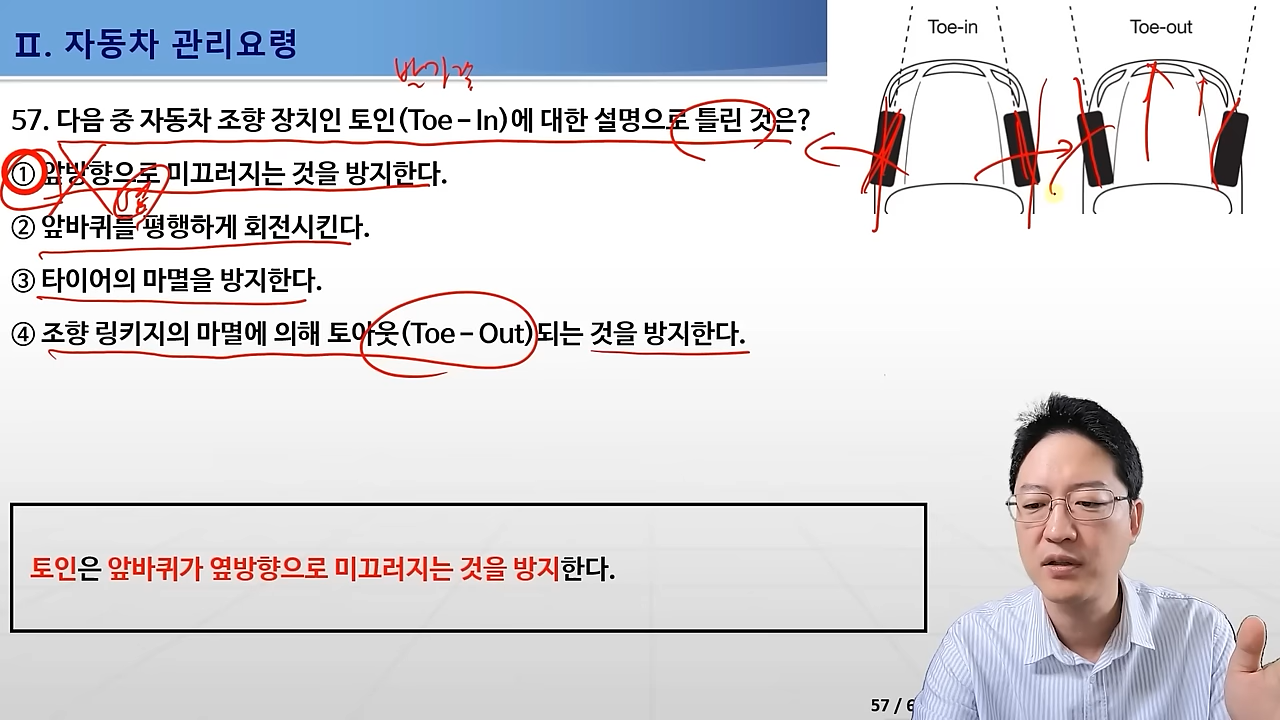 Ⅱ. 자동차 관리요령
Toe-in
Toe-out
57. 다음 중 자동차 조향 장치인 토인(Toe – In)에 대한 설명으로 틀린 것은?
① 앞방향으로 미끄러지는 것을 방지한다.
옆
② 앞바퀴를 평행하게 회전시킨다.
③ 타이어의 마멸을 방지한다.
④ 조향 링키지의 마멸에 의해 토아웃(Toe – Out)되는 것을 방지한다.
토인은 앞바퀴가 옆방향으로 미끄러지는 것을 방지한다.
57 / 6